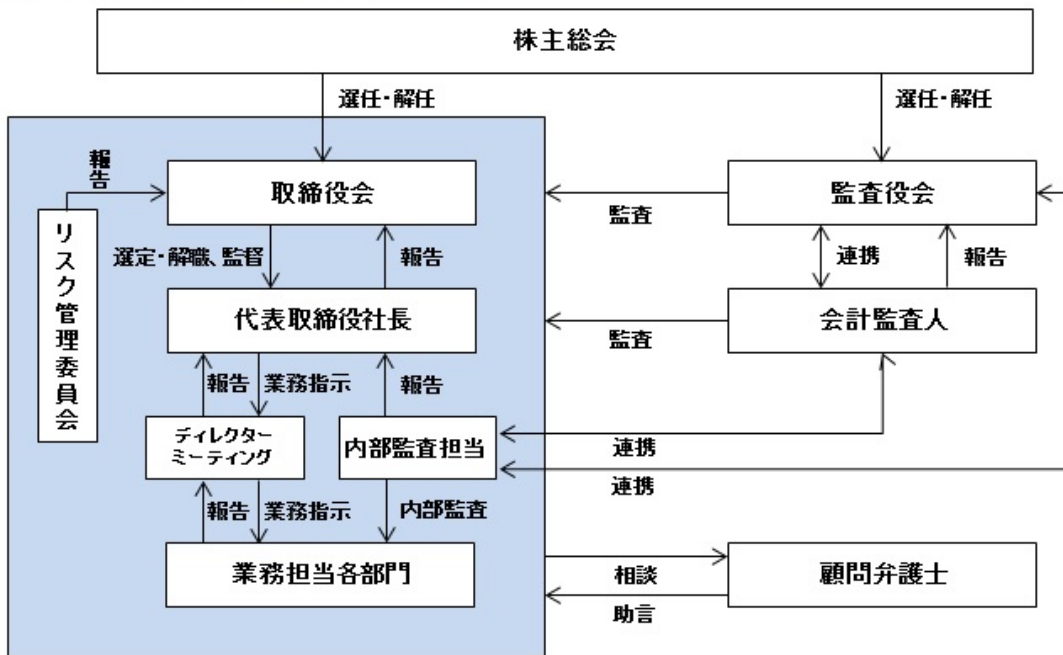 株主総会
選任・解任
選任・解任
報告
取締役会
監査
監査役会
リスク管理委員会
選定・解職、監督
報告
連携
報告
代表取締役社長
監査
会計監査人
報告
業務指示
報告
ディレクター
ミーティング
内部監査担当
連携
連携
報告
業務指示
内部監査
業務担当各部門
相談
助言
顧問弁護士